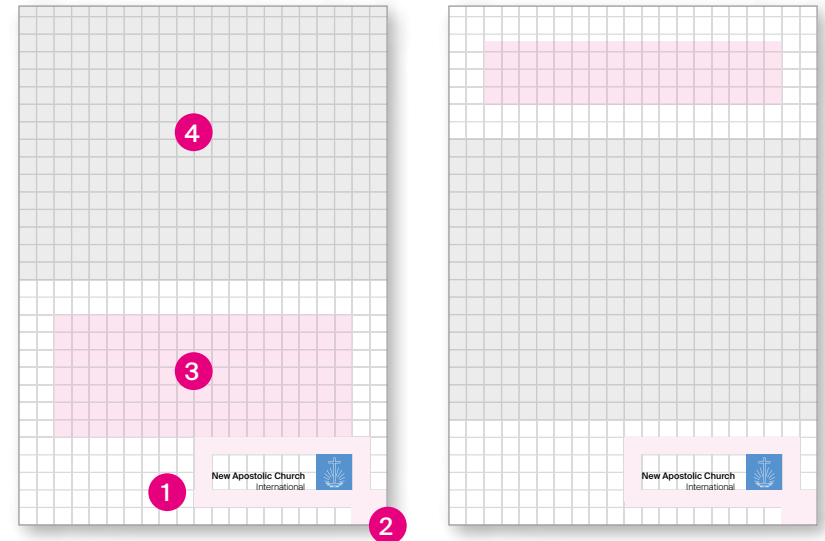 4
3
New Apostolic Church
International
1
2
New Apostolic Church
International